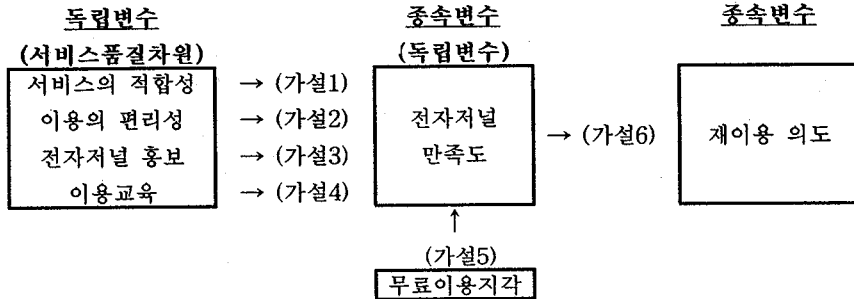 독립변수 종속변수 종속변수
(서비스품질차원) (독립변수)
서비스의 적합성 → (가설1)
이용의 편리성 → (가설2) 전자저널
전자저널 홍보 → (가설3) 만족도 → (가설6) 재이용 의도
이용교육 → (가설4)
↑
(가설5)
무료이용지각